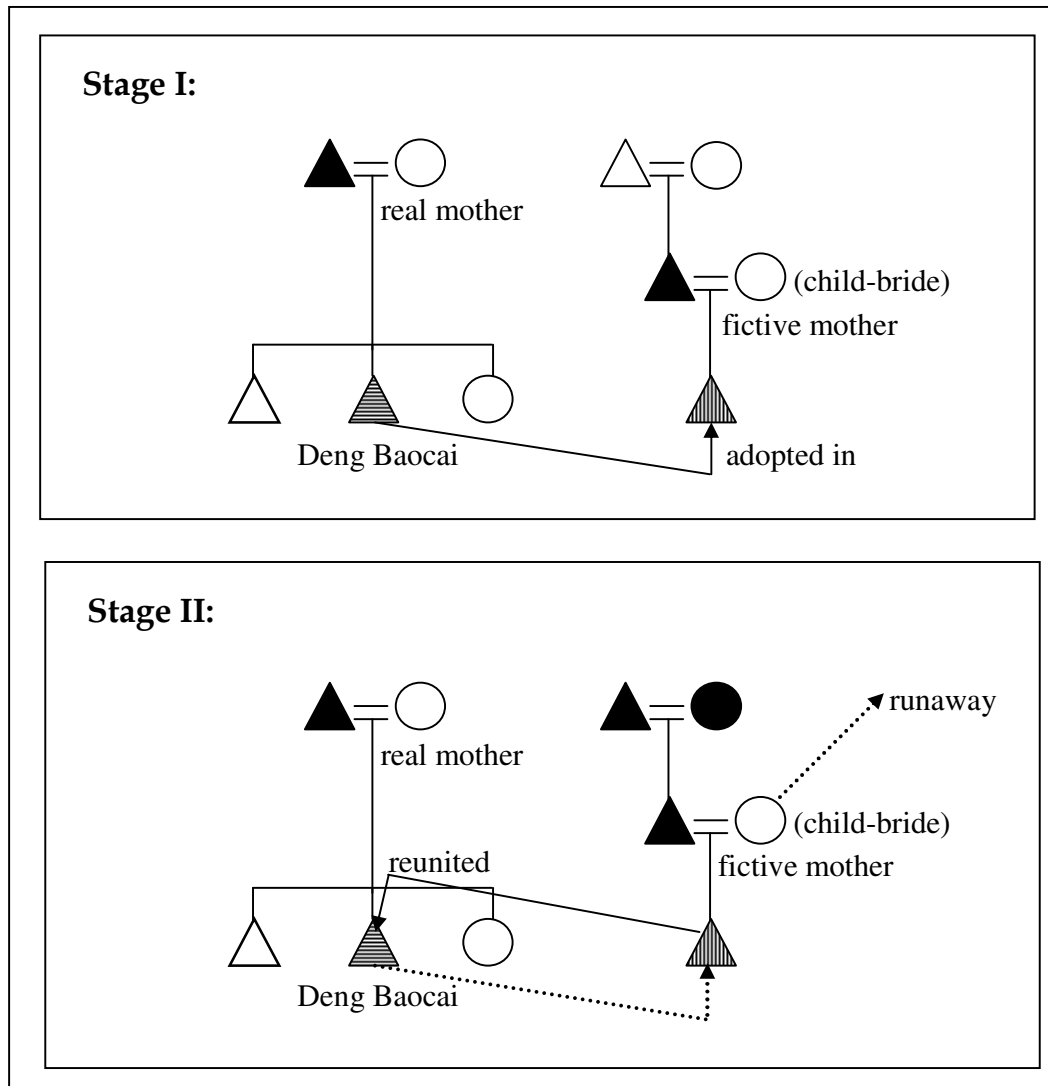 Stage I:
real mother
(child-bride)
fictive mother
Deng Baocai
adopted in
Stage II:
runaway
real mother
(child-bride)
fictive mother
reunited
Deng Baocai